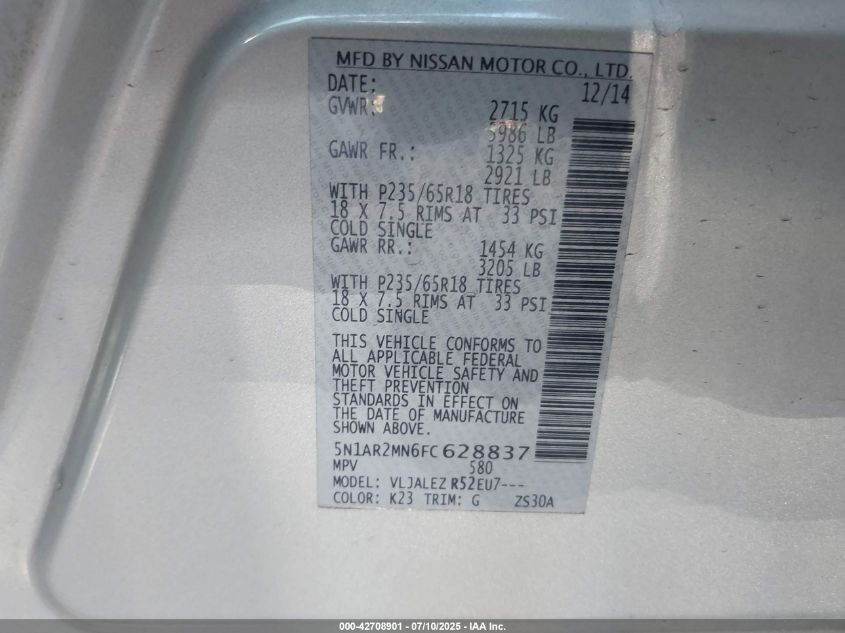 MFD BY NISSAN MOTOR CO., LTD.
DATE: 12/14
GVWR: 2715 KG
5986 LB
GAWR FR.: 1325 KG
2921 LB
WITH P235/65R18 TIRES
18 X 7.5 RIMS AT 33 PSI
COLD SINGLE
GAWR RR.: 1454 KG
3205 LB
WITH P235/65R18 TIRES
18 X 7.5 RIMS AT 33 PSI
COLD SINGLE
THIS VEHICLE CONFORMS TO
ALL APPLICABLE FEDERAL
MOTOR VEHICLE SAFETY AND
THEFT PREVENTION
STANDARDS IN EFFECT ON
THE DATE OF MANUFACTURE
SHOWN ABOVE.
5N1AR2MN6FC628837
MPV 580
MODEL: VLJALEZ R52EU7---
COLOR: K23 TRIM: G ZS30A
000-42708901 - 07/10/2025 - IAA Inc.